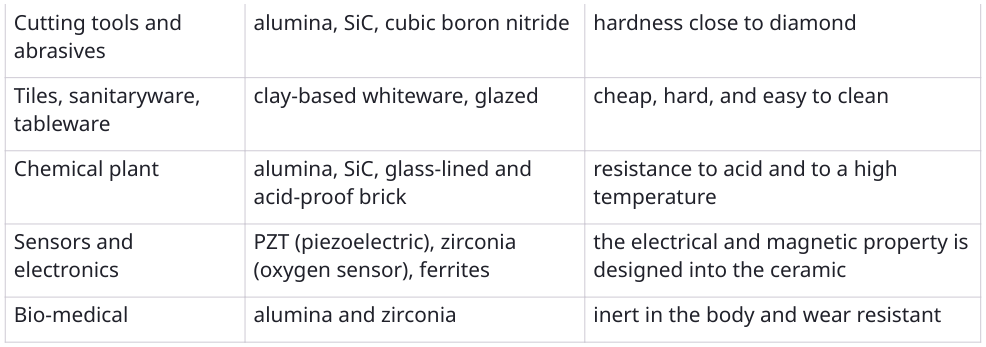 Cutting tools and
abrasives
alumina, SiC, cubic boron nitride
hardness close to diamond
Tiles, sanitaryware,
tableware
clay-based whiteware, glazed
cheap, hard, and easy to clean
Chemical plant
alumina, SiC, glass-lined and
acid-proof brick
resistance to acid and to a high
temperature
Sensors and
electronics
PZT (piezoelectric), zirconia
(oxygen sensor), ferrites
the electrical and magnetic property is
designed into the ceramic
Bio-medical
alumina and zirconia
inert in the body and wear resistant